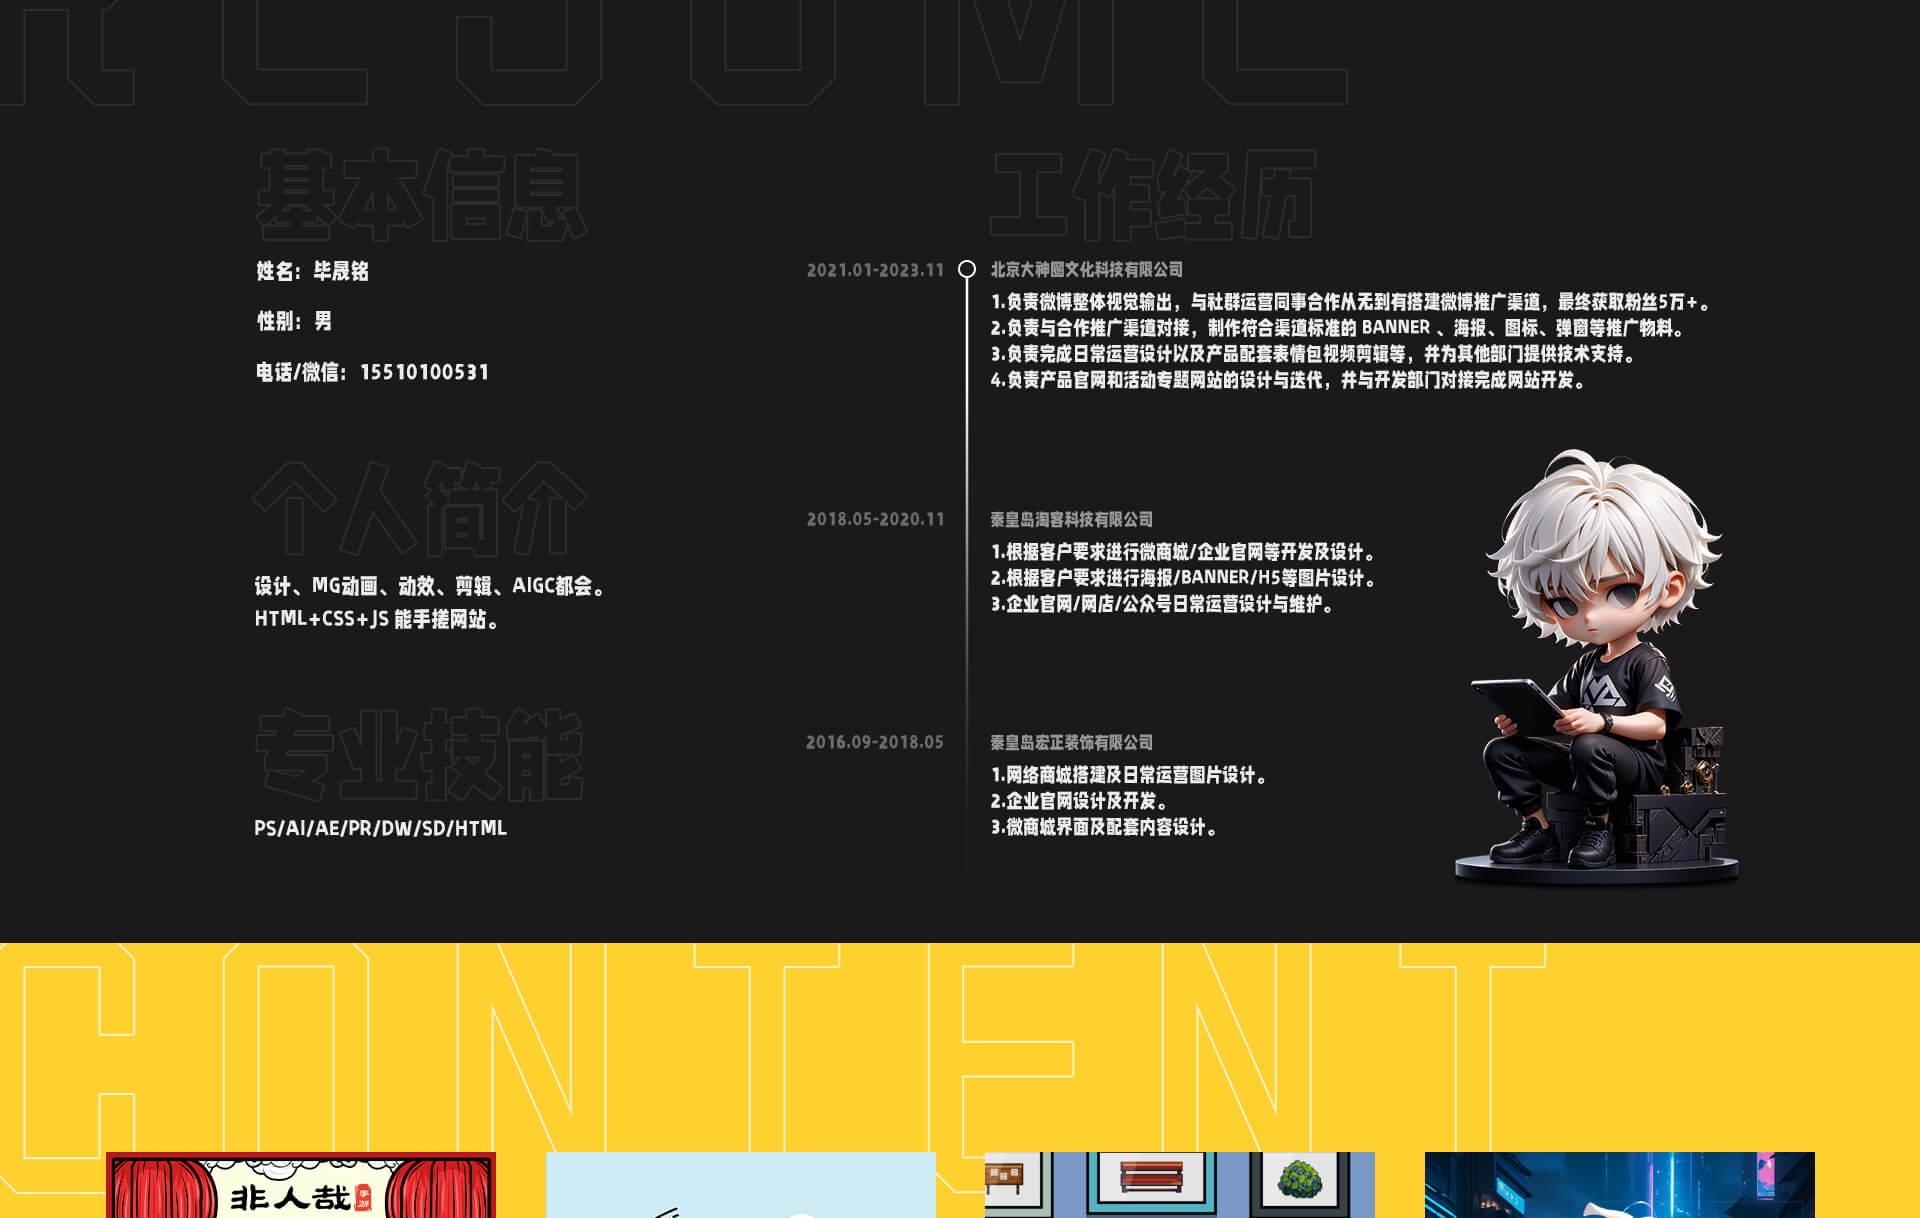 RESUME
基本信息
姓名: 毕晟铭
性别: 男
电话/微信: 15510100531
个人简介
设计、MG动画、动效、剪辑、AIGC都会。
HTML+CSS+JS 能手搓网站。
专业技能
PS/AI/AE/PR/DW/SD/HTML
工作经历
2021.01-2023.11
北京大神圈文化科技有限公司
1.负责微博整体视觉输出，与社群运营同事合作从无到有搭建微博推广渠道，最终获取粉丝5万+。
2.负责与合作推广渠道对接，制作符合渠道标准的 BANNER 、海报、图标、弹窗等推广物料。
3.负责完成日常运营设计以及产品配套表情包视频剪辑等，并为其他部门提供技术支持。
4.负责产品官网和活动专题网站的设计与迭代，并与开发部门对接完成网站开发。
2018.05-2020.11
秦皇岛淘客科技有限公司
1.根据客户要求进行微商城/企业官网等开发及设计。
2.根据客户要求进行海报/BANNER/H5等图片设计。
3.企业官网/网店/公众号日常运营设计与维护。
2016.09-2018.05
秦皇岛宏正装饰有限公司
1.网络商城搭建及日常运营图片设计。
2.企业官网设计及开发。
3.微商城界面及配套内容设计。
CONTENT
非人哉
手游